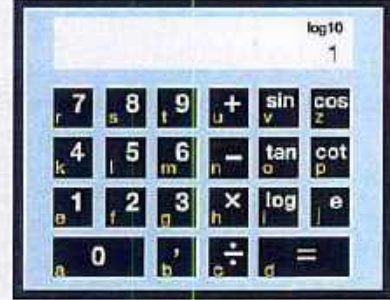 log10
1
7 8 9 + sin cos
r s t u v z
4 5 6 − tan cot
k l m n o p
1 2 3 × log e
e f g h i j
0 , ÷ =
a b c d